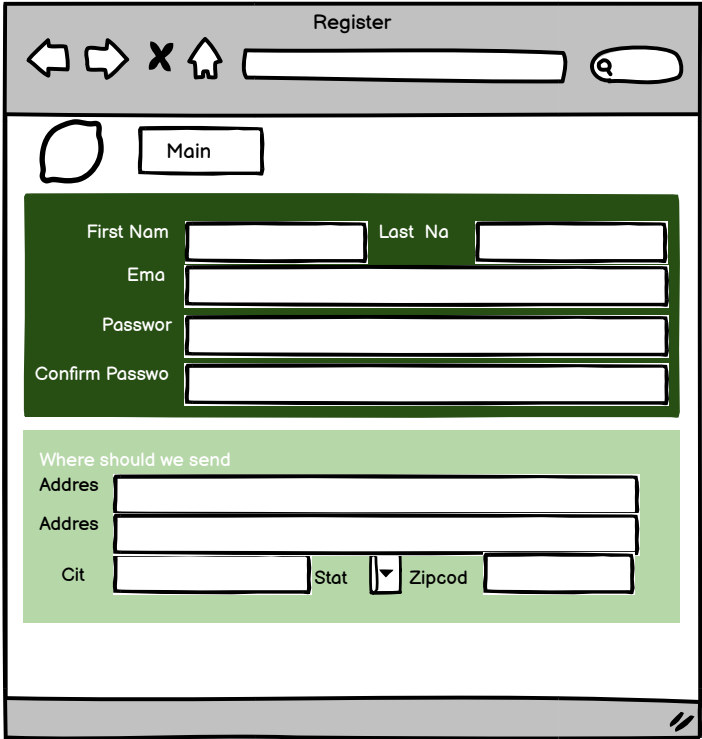 Register
Main
First Nam
Last Na
Ema
Passwor
Confirm Passwo
Where should we send
Addres
Addres
Cit
Stat
Zipcod